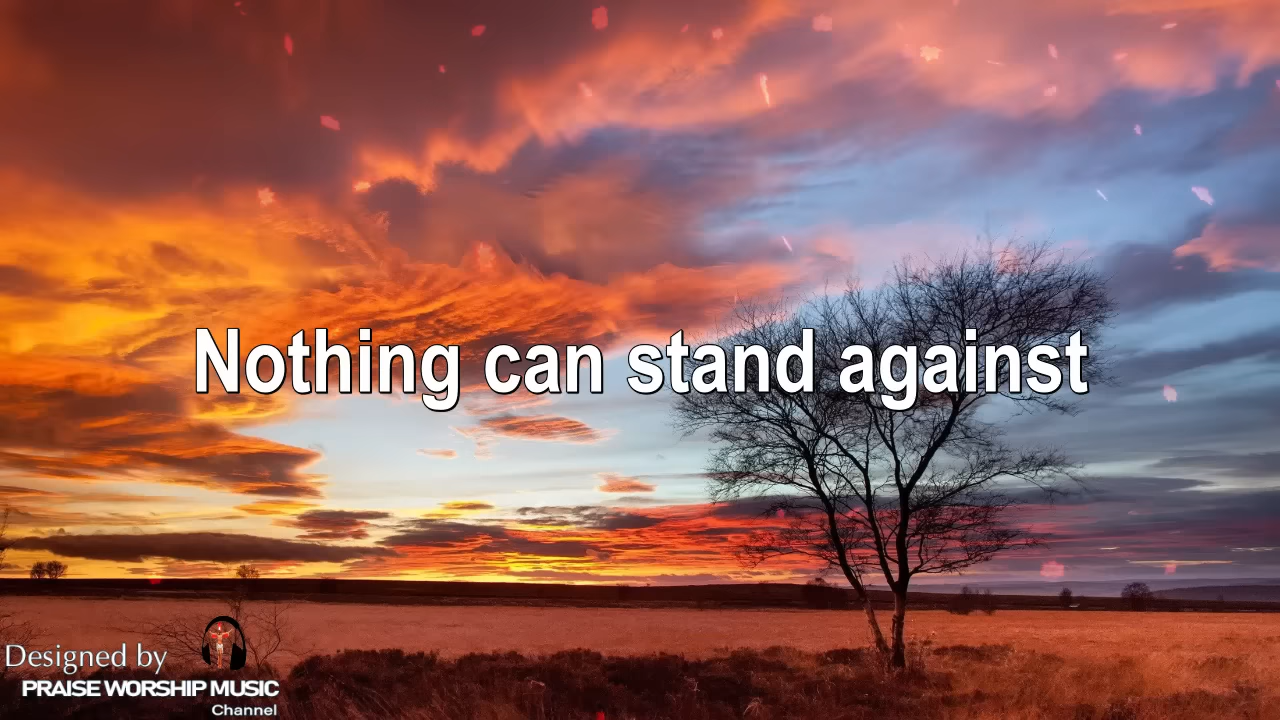 Nothing can stand against
Designed by
PRAISE WORSHIP MUSIC
Channel